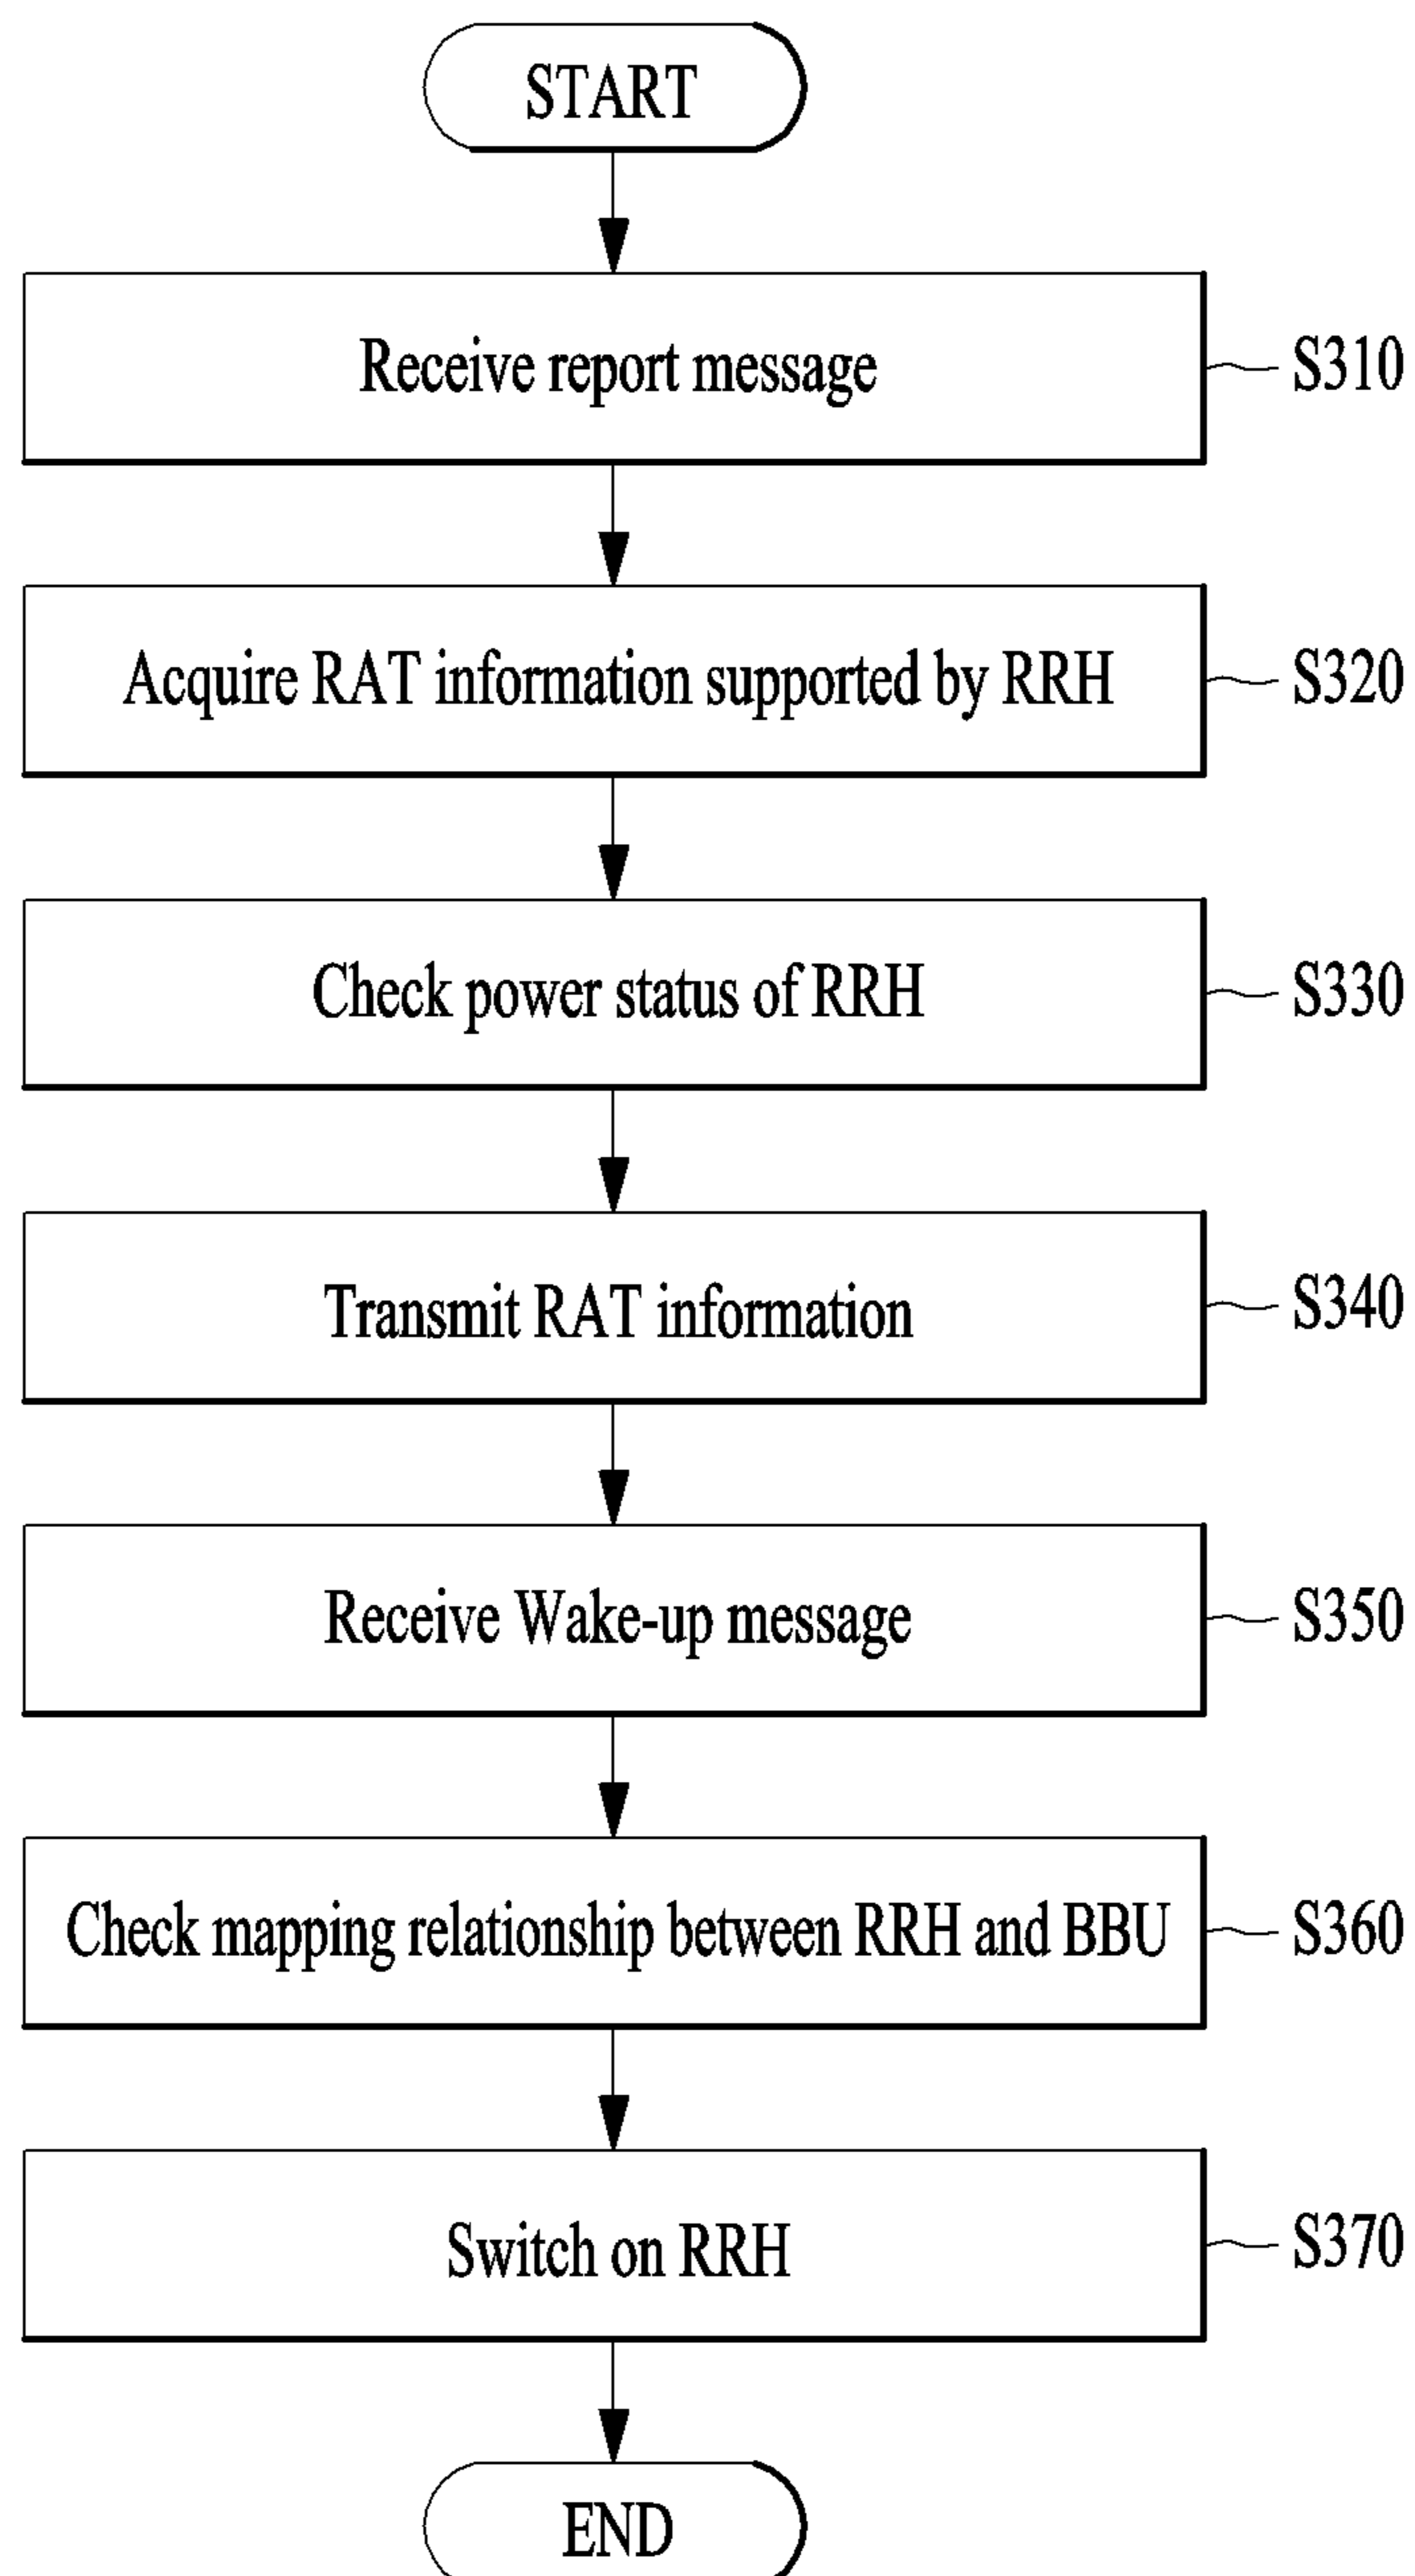 START
Receive report message
S310
Acquire RAT information supported by RRH
S320
Check power status of RRH
S330
Transmit RAT information
S340
Receive Wake-up message
S350
Check mapping relationship between RRH and BBU
S360
Switch on RRH
S370
END